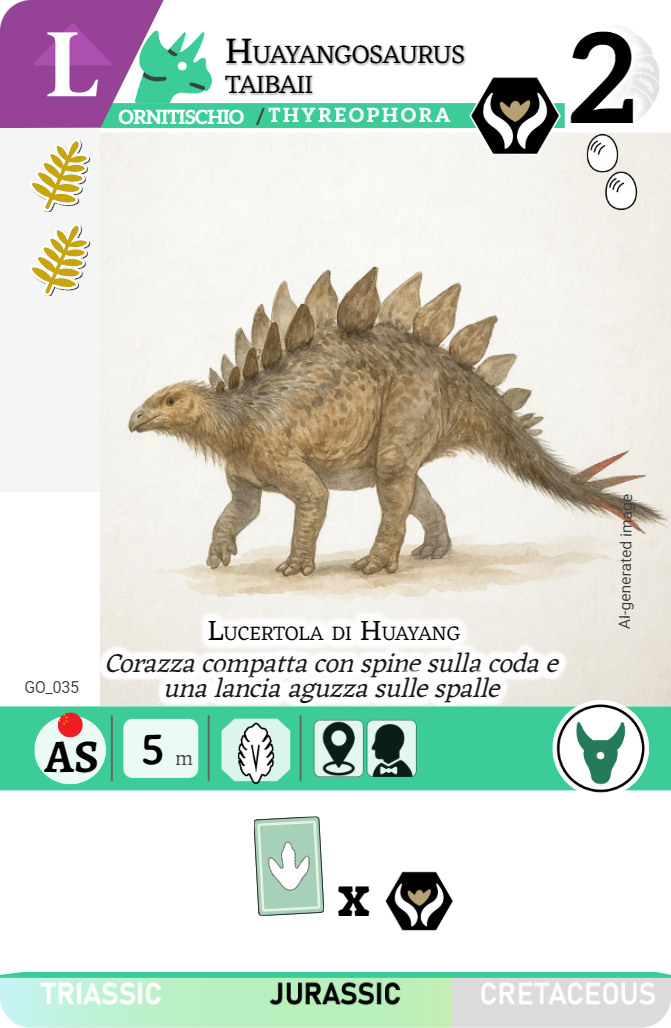 L
HUAYANGOSAURUS
TAIBAII
2
ORNITISCHIO / THYREOPHORA
AI-generated image
LUCERTOLA DI HUAYANG
Corazza compatta con spine sulla coda e
una lancia aguzza sulle spalle
GO_035
AS
5 m
x
TRIASSIC
JURASSIC
CRETACEOUS